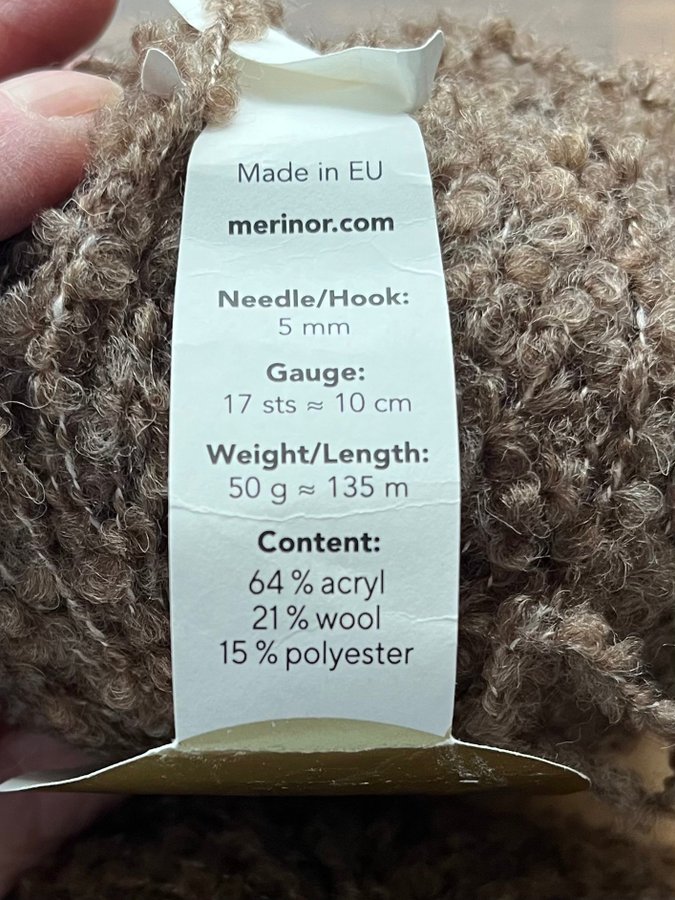 Made in EU
merinor.com
Needle/Hook:
5 mm
Gauge:
17 sts ≈ 10 cm
Weight/Length:
50 g ≈ 135 m
Content:
64 % acryl
21 % wool
15 % polyester